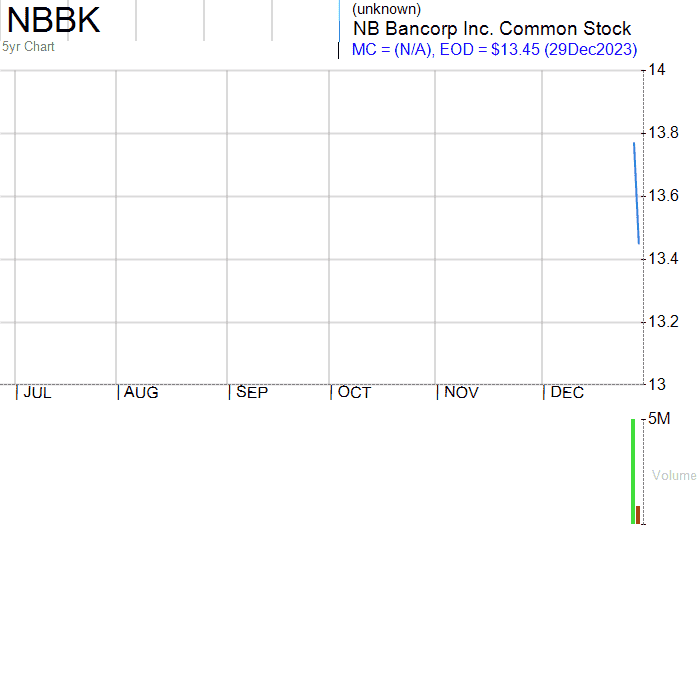 NBBK
5yr Chart
(unknown)
NB Bancorp Inc. Common Stock
MC = (N/A), EOD = $13.45 (29Dec2023)
14
13.8
13.6
13.4
13.2
13
JUL AUG SEP OCT NOV DEC
5M
Volume